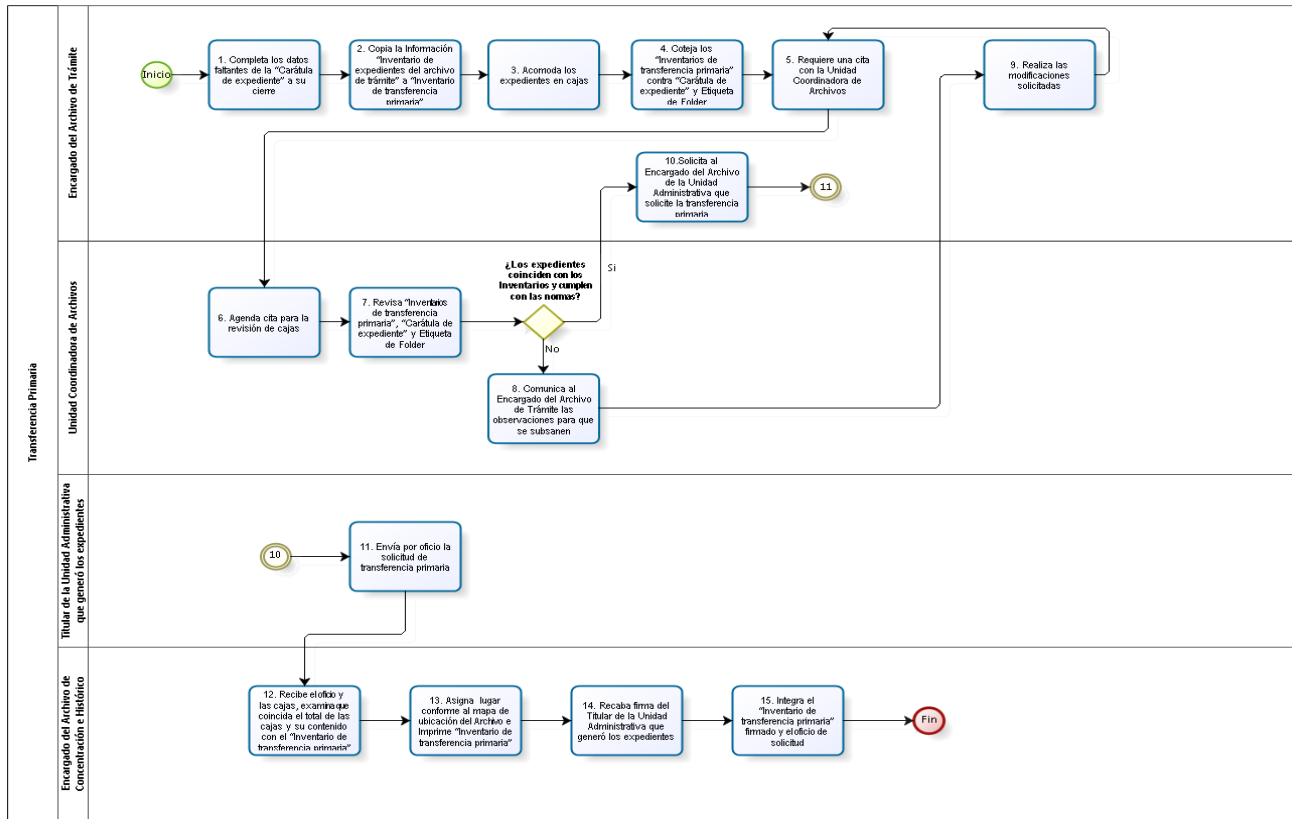 Transferencia Primaria
Encargado del Archivo de Trámite
Inicio
1. Completa los datos
faltantes de la “Carátula
de expediente” a su
cierre
2. Copia la Información
“Inventario de
expedientes del archivo
de trámite” a “Inventario
de transferencia
primaria”
3. Acomoda los
expedientes en cajas
4. Coteja los
“Inventarios de
transferencia primaria”
contra “Carátula de
expediente” y Etiqueta de
Folder
5. Requiere una cita
con la Unidad
Coordinadora de
Archivos
9. Realiza las
modificaciones
solicitadas
10.Solicita al
Encargado del Archivo
de la Unidad
Administrativa que
solicite la transferencia
primaria
11
Unidad Coordinadora de Archivos
6. Agenda cita para la
revisión de cajas
7. Revisa “Inventarios
de transferencia
primaria”, “Carátula de
expediente” y Etiqueta
de Folder
¿Los expedientes
coinciden con los
Inventarios y cumplen
con las normas?
Si
No
8. Comunica al
Encargado del Archivo
de Trámite las
observaciones para que
se subsanen
Titular de la Unidad Administrativa
que generó los expedientes
10
11. Envía por oficio la
solicitud de
transferencia primaria
Encargado del Archivo de
Concentración e Histórico
12. Recibe el oficio y
las cajas, examina que
coincida el total de las
cajas y su contenido
con el “Inventario de
transferencia primaria”
13. Asigna lugar
conforme al mapa de
ubicación del Archivo e
Imprime “Inventario de
transferencia primaria”
14. Recaba firma del
Titular de la Unidad
Administrativa que
generó los expedientes
15. Integra el
“Inventario de
transferencia primaria”
firmado y el oficio de
solicitud
Fin